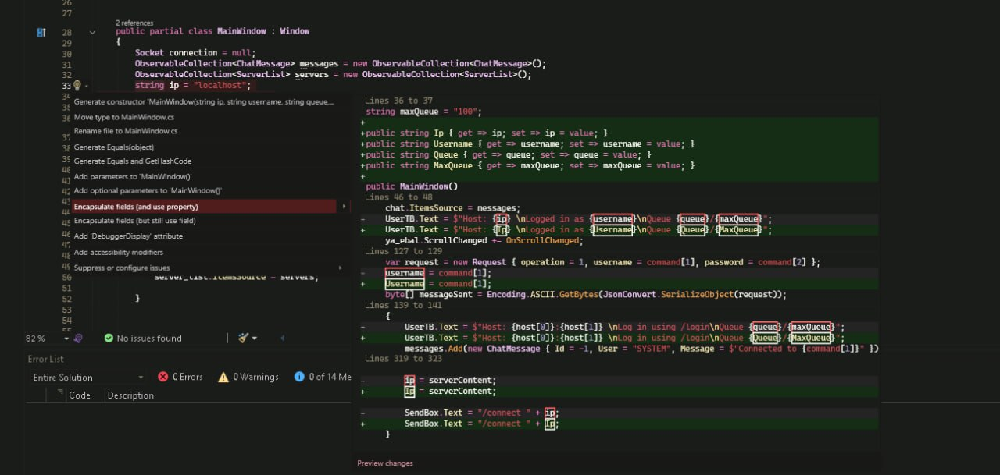 26
27
2 references
28 public partial class MainWindow : Window
29 {
30 Socket connection = null;
31 ObservableCollection<ChatMessage> messages = new ObservableCollection<ChatMessage>();
32 ObservableCollection<ServerList> servers = new ObservableCollection<ServerList>();
33 string ip = "localhost";
Generate constructor 'MainWindow(string ip, string username, string queue,...
Move type to MainWindow.cs
Rename file to MainWindow.cs
Generate Equals(object)
Generate Equals and GetHashCode
Add parameters to 'MainWindow()'
Add optional parameters to 'MainWindow()'
Encapsulate fields (and use property)
Encapsulate fields (but still use field)
Add 'DebuggerDisplay' attribute
Add accessibility modifiers
Suppress or configure issues
50 server_list.ItemsSource = servers;
51
52 }
53
54
55
Lines 36 to 37
string maxQueue = "100";
+
+public string Ip { get => ip; set => ip = value; }
+public string Username { get => username; set => username = value; }
+public string Queue { get => queue; set => queue = value; }
+public string MaxQueue { get => maxQueue; set => maxQueue = value; }
+
public MainWindow()
Lines 46 to 48
chat.ItemsSource = messages;
- UserTB.Text = $"Host: {ip} \nLogged in as {username}\nQueue {queue}/{maxQueue}";
+ UserTB.Text = $"Host: {Ip} \nLogged in as {Username}\nQueue {Queue}/{MaxQueue}";
ya_ebal.ScrollChanged += OnScrollChanged;
Lines 127 to 129
var request = new Request { operation = 1, username = command[1], password = command[2] };
- username = command[1];
+ Username = command[1];
byte[] messageSent = Encoding.ASCII.GetBytes(JsonConvert.SerializeObject(request));
Lines 139 to 141
{
- UserTB.Text = $"Host: {host[0]}:{host[1]} \nLog in using /login\nQueue {queue}/{maxQueue}";
+ UserTB.Text = $"Host: {host[0]}:{host[1]} \nLog in using /login\nQueue {Queue}/{MaxQueue}";
messages.Add(new ChatMessage { Id = -1, User = "SYSTEM", Message = $"Connected to {command[1]}" })
Lines 319 to 323
- ip = serverContent;
+ Ip = serverContent;
- SendBox.Text = "/connect " + ip;
+ SendBox.Text = "/connect " + Ip;
}
Preview changes
82 % No issues found
Error List
Entire Solution 0 Errors 0 Warnings 0 of 14 Me
Code Description